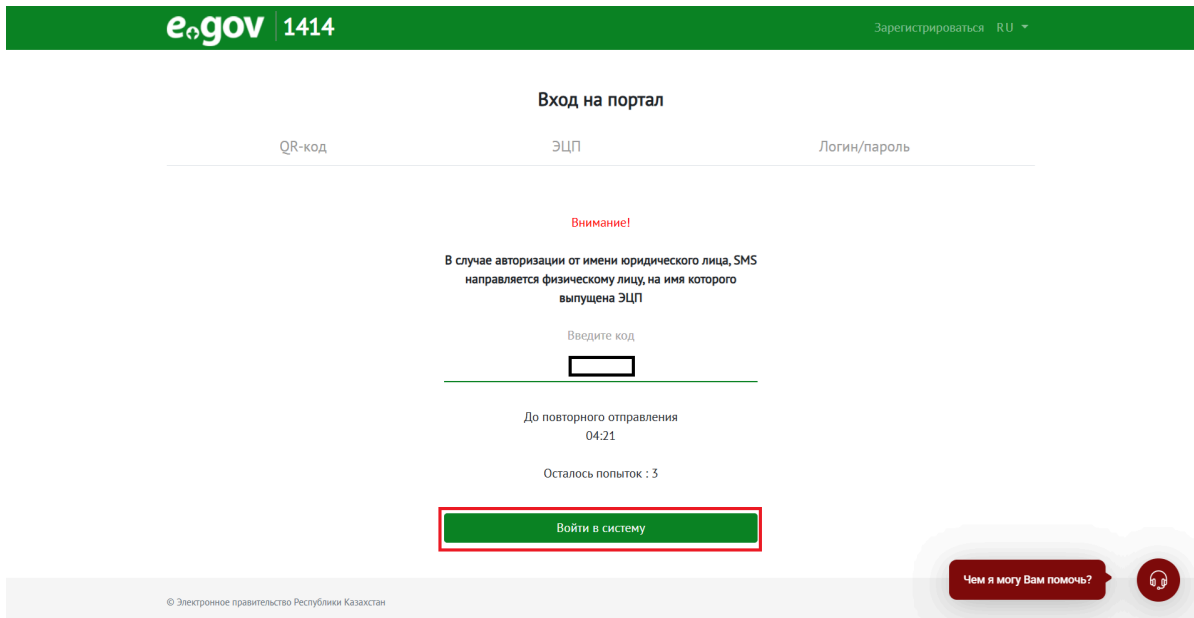 egov 1414
Зарегистрироваться RU
Вход на портал
QR-код ЭЦП Логин/пароль
Внимание!
В случае авторизации от имени юридического лица, SMS
направляется физическому лицу, на имя которого
выпущена ЭЦП
Введите код
До повторного отправления
04:21
Осталось попыток : 3
Войти в систему
Чем я могу Вам помочь?
© Электронное правительство Республики Казахстан